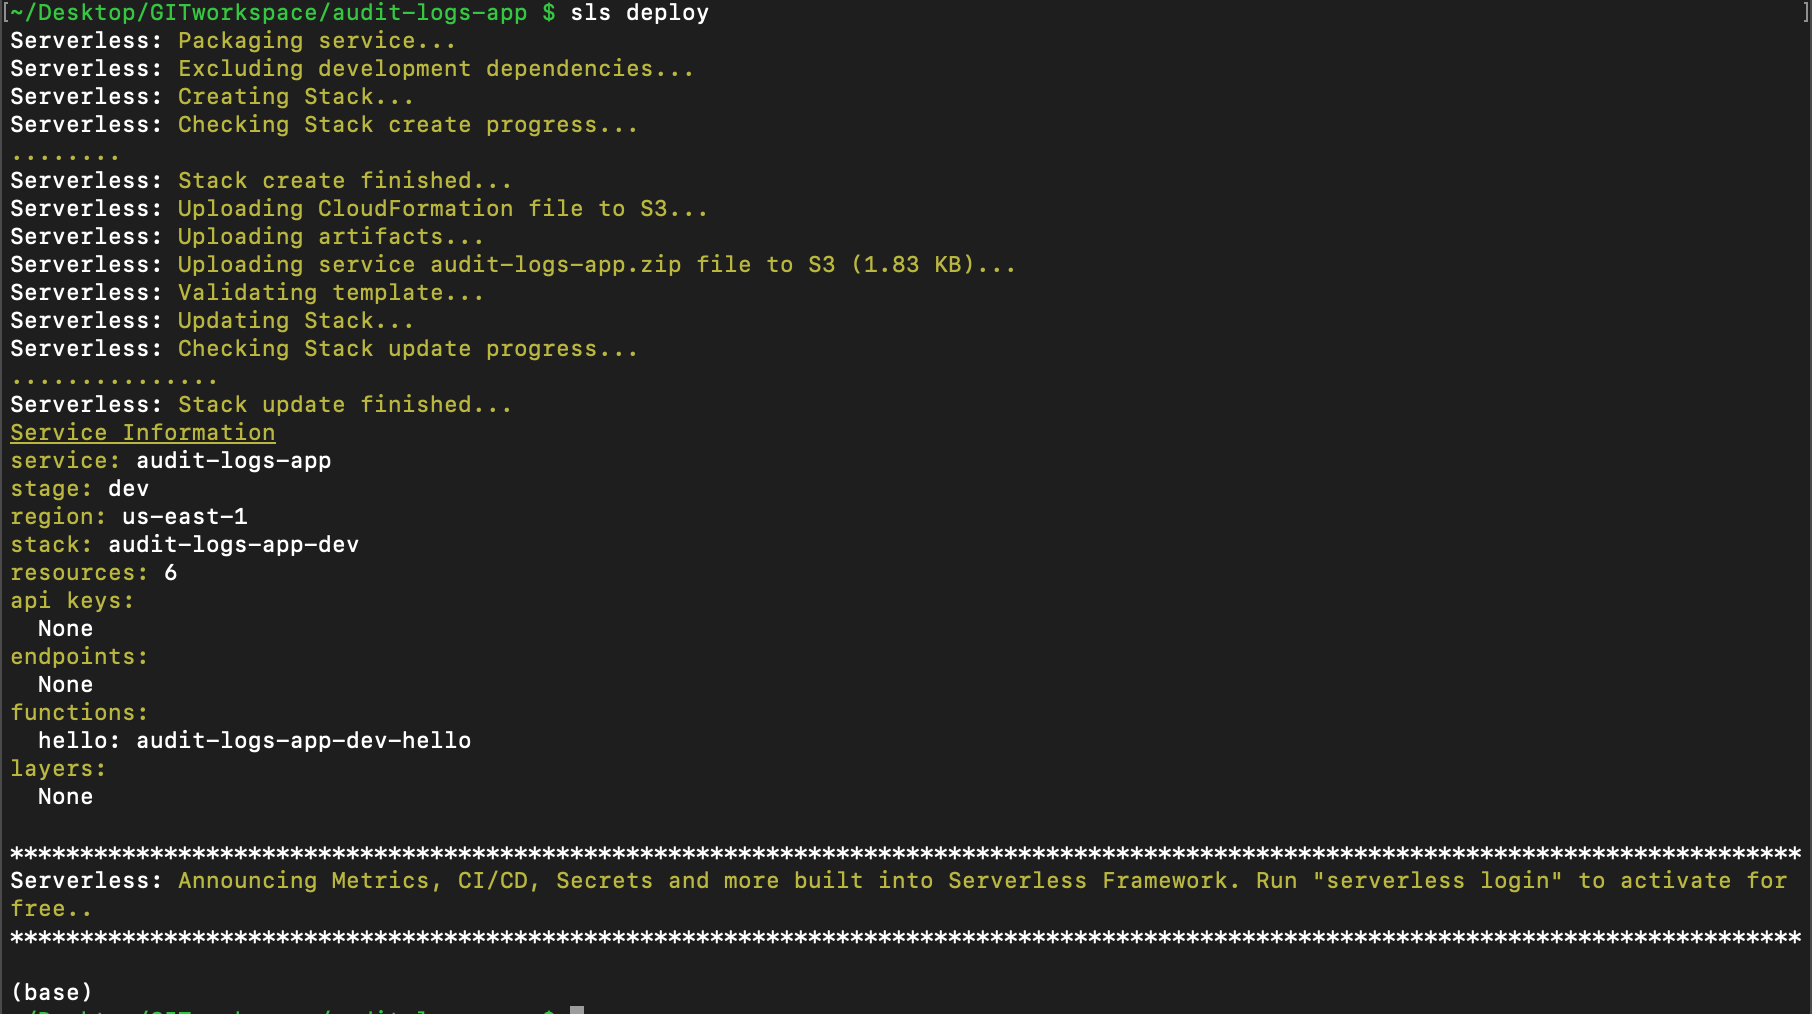 [~/Desktop/GITworkspace/audit-logs-app $ sls deploy ]
Serverless: Packaging service...
Serverless: Excluding development dependencies...
Serverless: Creating Stack...
Serverless: Checking Stack create progress...
........
Serverless: Stack create finished...
Serverless: Uploading CloudFormation file to S3...
Serverless: Uploading artifacts...
Serverless: Uploading service audit-logs-app.zip file to S3 (1.83 KB)...
Serverless: Validating template...
Serverless: Updating Stack...
Serverless: Checking Stack update progress...
...............
Serverless: Stack update finished...
Service Information
service: audit-logs-app
stage: dev
region: us-east-1
stack: audit-logs-app-dev
resources: 6
api keys:
  None
endpoints:
  None
functions:
  hello: audit-logs-app-dev-hello
layers:
  None
********************************************************************************************************************************
Serverless: Announcing Metrics, CI/CD, Secrets and more built into Serverless Framework. Run "serverless login" to activate for
free..
********************************************************************************************************************************
(base)